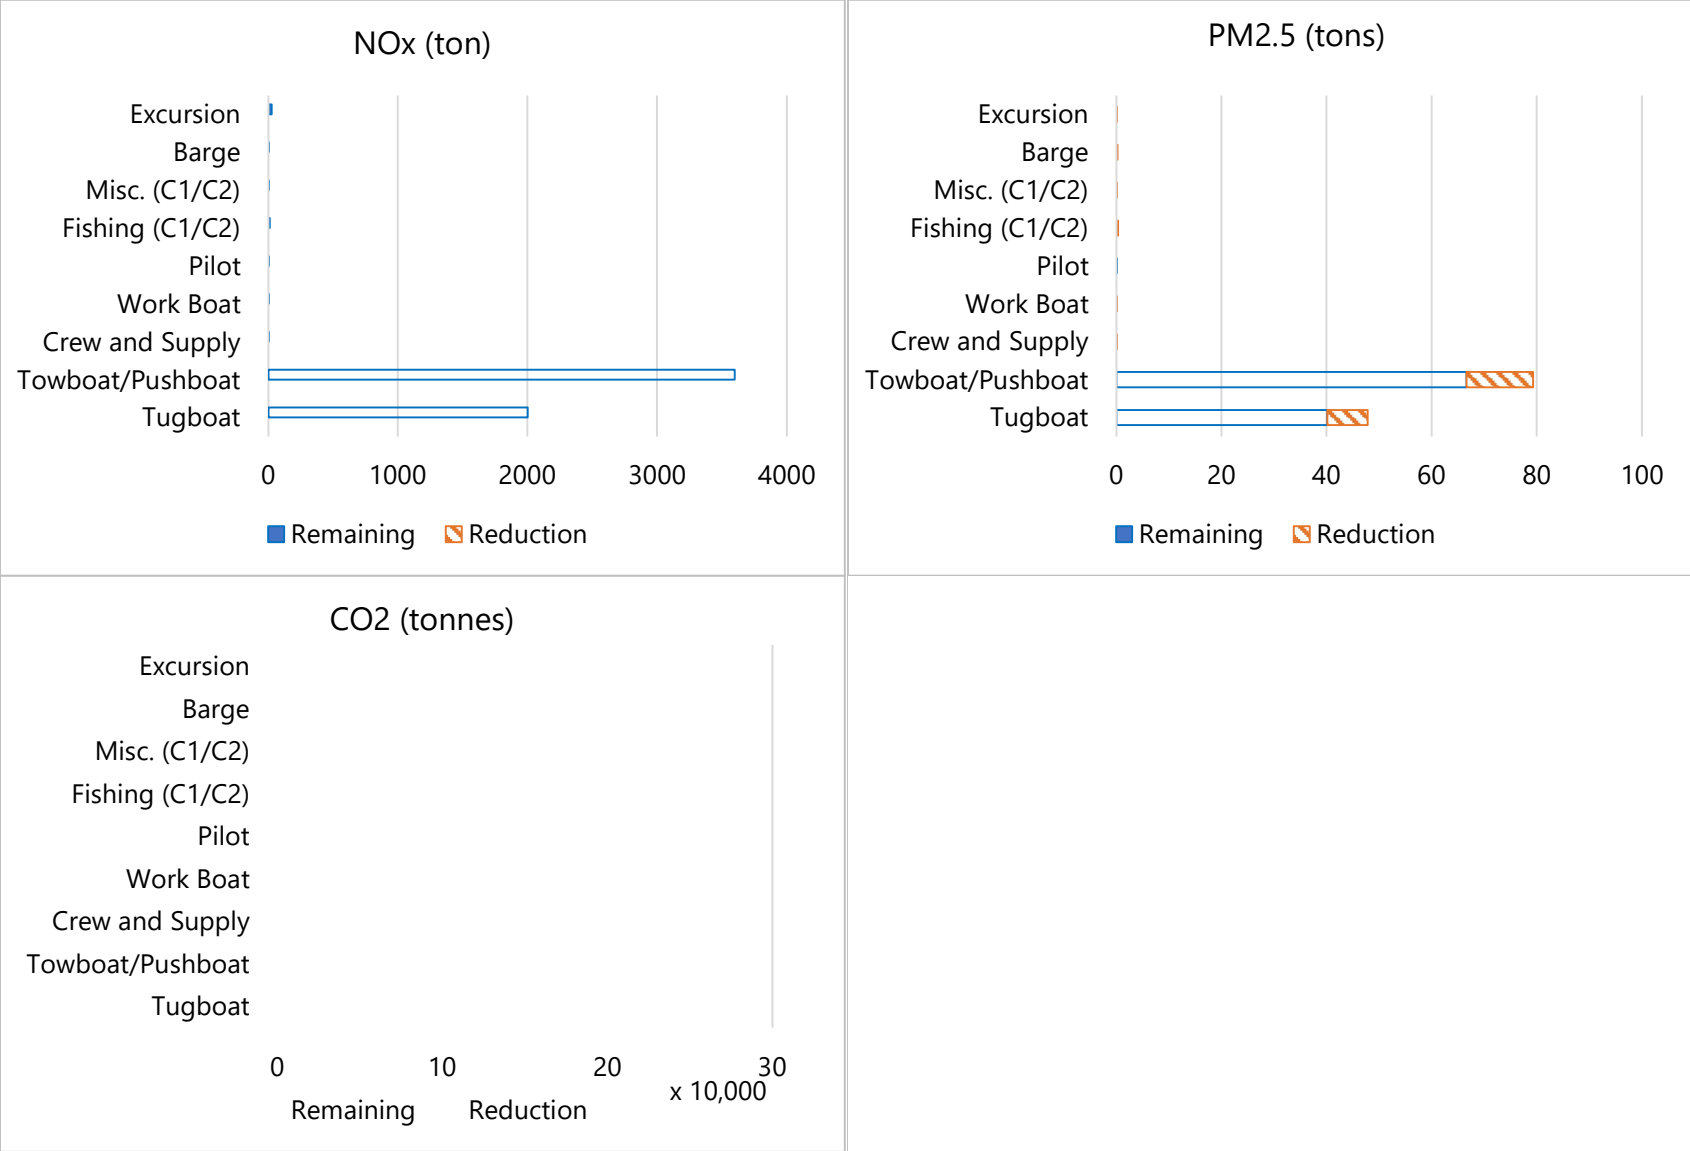 NOx (ton)
Excursion
Barge
Misc. (C1/C2)
Fishing (C1/C2)
Pilot
Work Boat
Crew and Supply
Towboat/Pushboat
Tugboat
0 1000 2000 3000 4000
Remaining Reduction
PM2.5 (tons)
Excursion
Barge
Misc. (C1/C2)
Fishing (C1/C2)
Pilot
Work Boat
Crew and Supply
Towboat/Pushboat
Tugboat
0 20 40 60 80 100
Remaining Reduction
CO2 (tonnes)
Excursion
Barge
Misc. (C1/C2)
Fishing (C1/C2)
Pilot
Work Boat
Crew and Supply
Towboat/Pushboat
Tugboat
0 10 20 30
x 10,000
Remaining Reduction